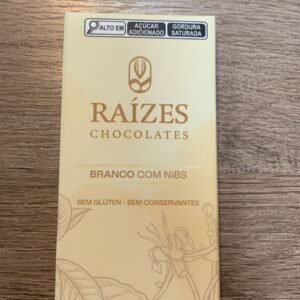 ALTO EM AÇÚCAR ADICIONADO GORDURA SATURADA
RAÍZES
CHOCOLATES
BRANCO COM NIBS
SEM GLÚTEN - SEM CONSERVANTES